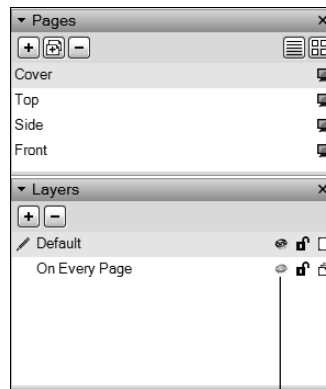 Pages
Cover
Top
Side
Front
Layers
Default
On Every Page